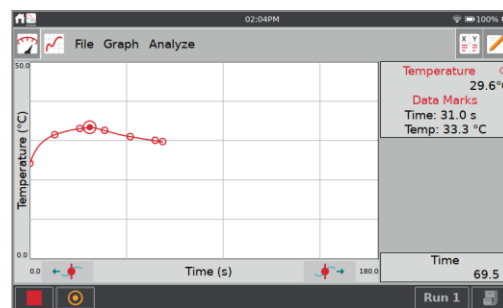 02:04PM
100%
File Graph Analyze
X Y
Temperature
29.6°
Data Marks
Time: 31.0 s
Temp: 33.3 °C
50.0
Temperature (°C)
0.0
0.0
Time (s)
180.0
Time
69.5
Run 1